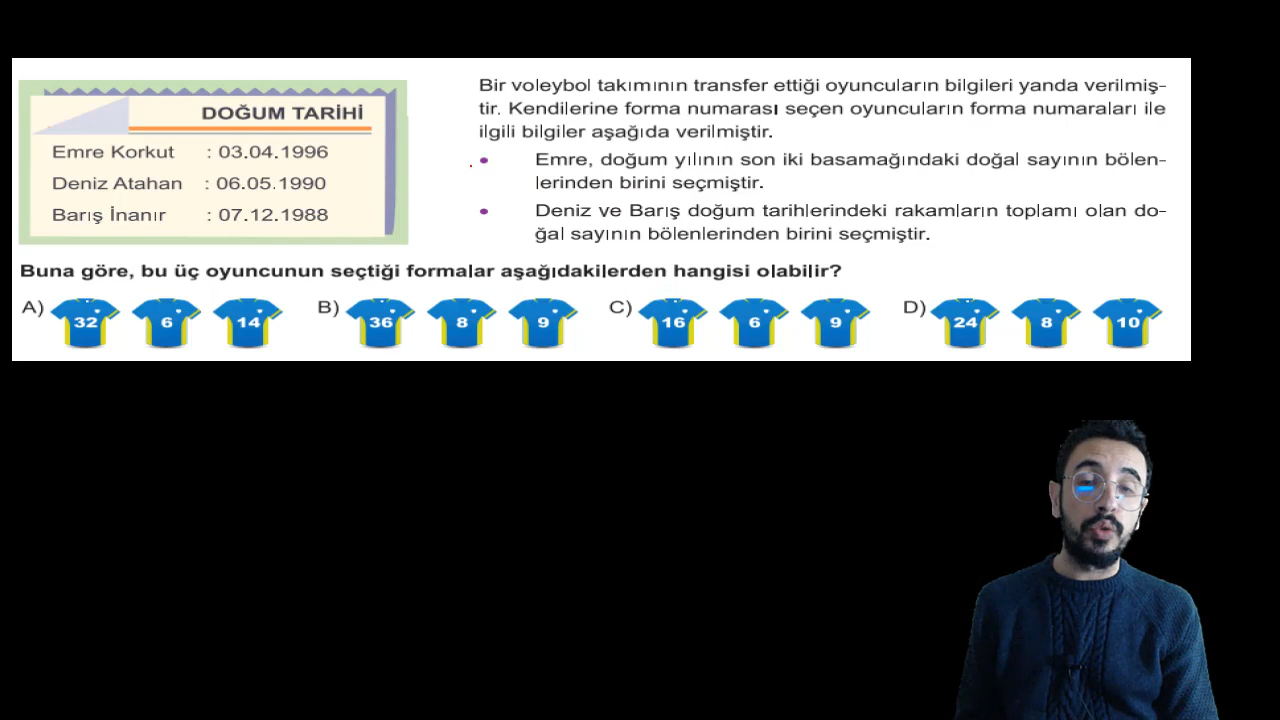 DOĞUM TARİHİ
Emre Korkut : 03.04.1996
Deniz Atahan : 06.05.1990
Barış İnanır : 07.12.1988
Bir voleybol takımının transfer ettiği oyuncuların bilgileri yanda verilmiş-
tir. Kendilerine forma numarası seçen oyuncuların forma numaraları ile
ilgili bilgiler aşağıda verilmiştir.
• Emre, doğum yılının son iki basamağındaki doğal sayının bölen-
lerinden birini seçmiştir.
• Deniz ve Barış doğum tarihlerindeki rakamların toplamı olan do-
ğal sayının bölenlerinden birini seçmiştir.
Buna göre, bu üç oyuncunun seçtiği formalar aşağıdakilerden hangisi olabilir?
A) 32 6 14 B) 36 8 9 C) 16 6 9 D) 24 8 10